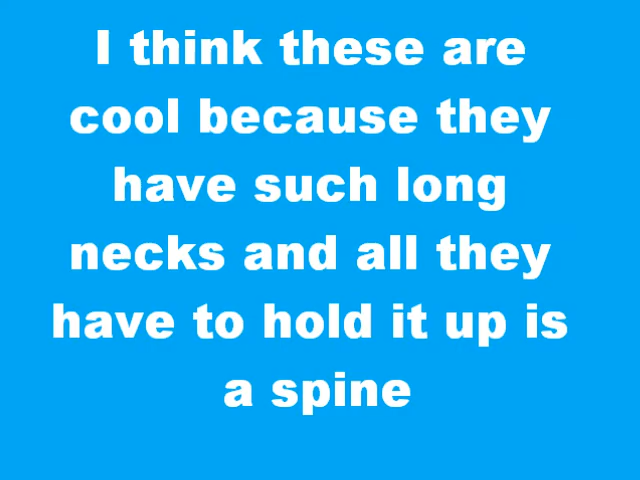 I think these are
cool because they
have such long
necks and all they
have to hold it up is
a spine